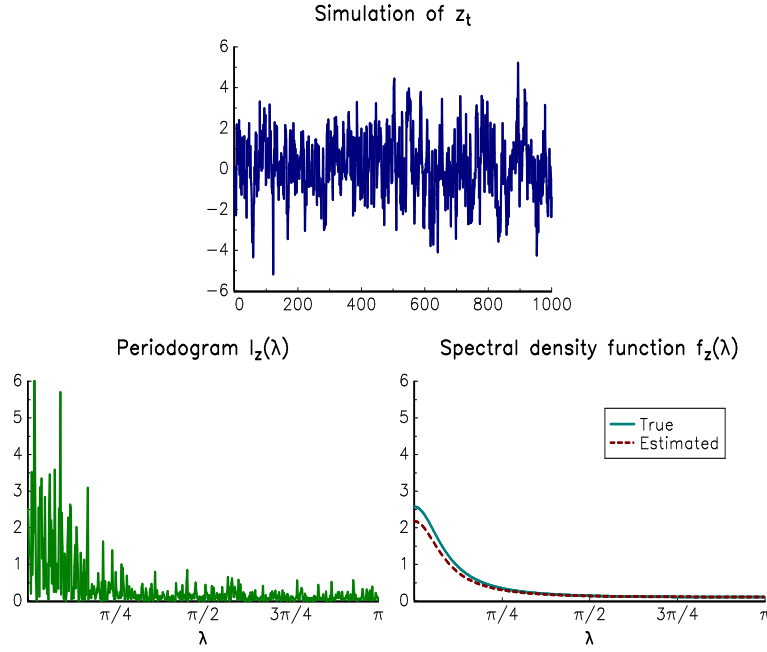 Simulation of z_t
6
4
2
0
−2
−4
−6
0 200 400 600 800 1000
Periodogram I_z(λ)
6
5
4
3
2
1
0
π/4 π/2 3π/4 π
λ
Spectral density function f_z(λ)
6
5
4
3
2
1
0
True
Estimated
π/4 π/2 3π/4 π
λ